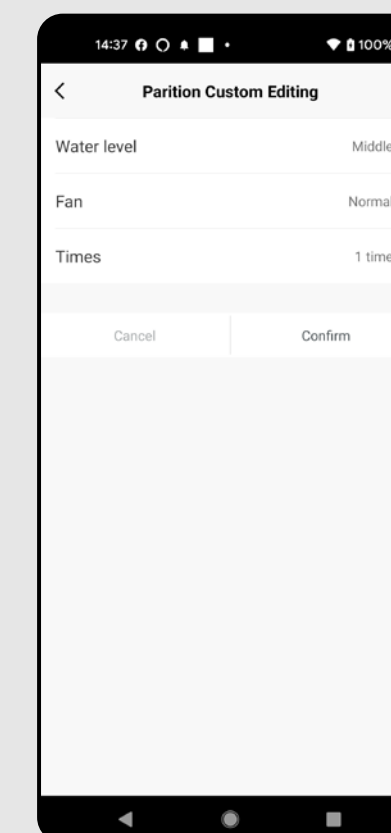 14:37 100%
Parition Custom Editing
Water level Middle
Fan Normal
Times 1 time
Cancel Confirm